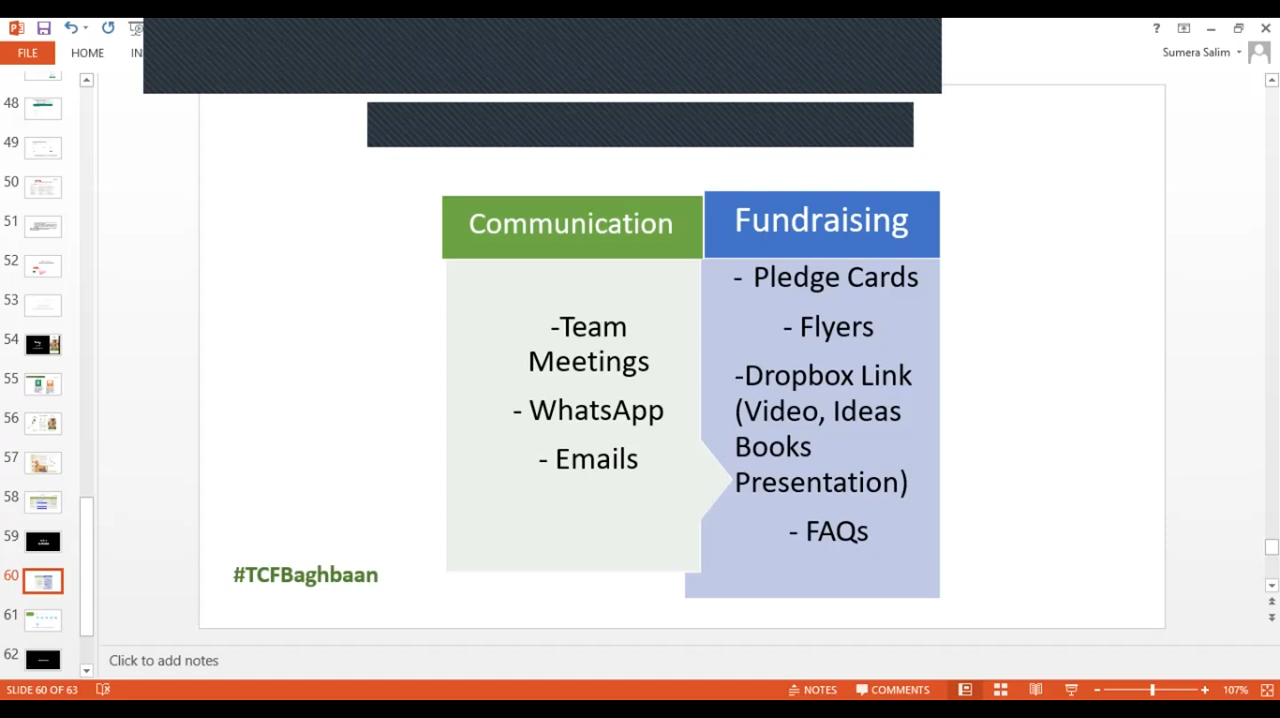 ?
FILE
HOME
IN
Sumera Salim
48
49
50
51
52
53
54
55
56
57
58
59
60
61
62
Communication
Fundraising
-Team
Meetings
- WhatsApp
- Emails
- Pledge Cards
- Flyers
-Dropbox Link
(Video, Ideas
Books
Presentation)
- FAQs
#TCFBaghbaan
Click to add notes
SLIDE 60 OF 63
NOTES
COMMENTS
107%